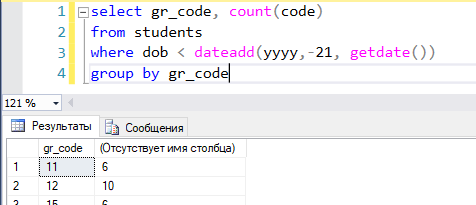 1 select gr_code, count(code)
2 from students
3 where dob < dateadd(yyyy,-21, getdate())
4 group by gr_code
121 %
Результаты Сообщения
gr_code (Отсутствует имя столбца)
1 11 6
2 12 10
3 15 6